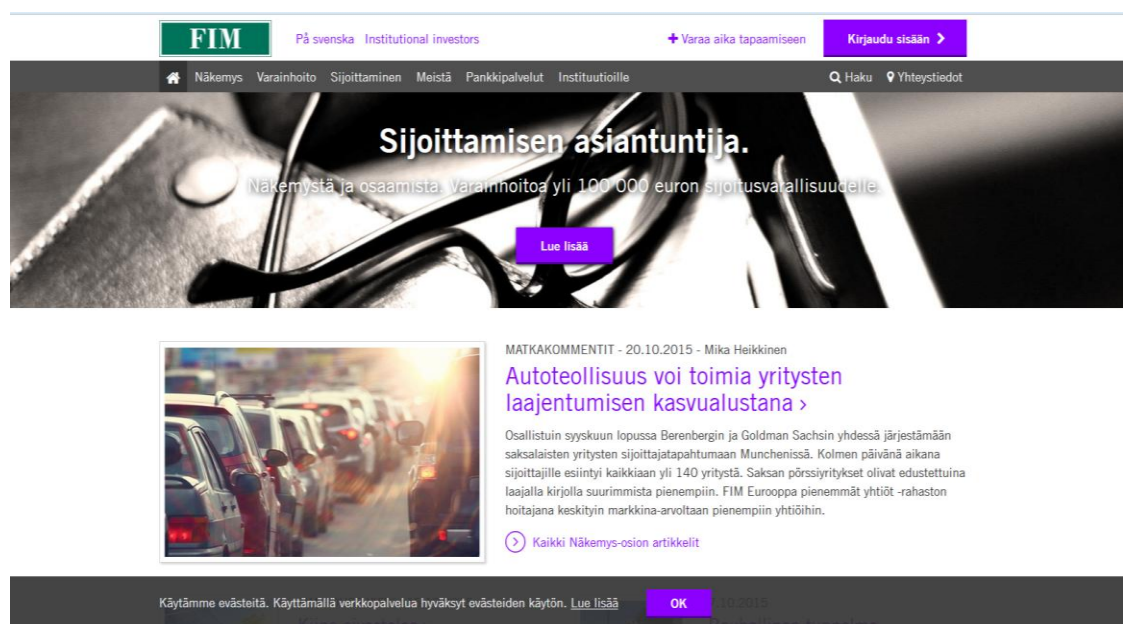 FIM
På svenska Institutional investors
Varaa aika tapaamiseen
Kirjaudu sisään
Näkemys Varainhoito Sijoittaminen Meistä Pankkipalvelut Instituutioille
Haku Yhteystiedot
Sijoittamisen asiantuntija.
Näkemystä ja osaamista. Varainhoitoa yli 100 000 euron sijoitusvarallisuudelle.
Lue lisää
MATKAKOMMENTIT - 20.10.2015 - Mika Heikkinen
Autoteollisuus voi toimia yritysten
laajentumisen kasvualustana ›
Osallistuin syyskuun lopussa Berenbergin ja Goldman Sachsin yhdessä järjestämään
saksalaisten yritysten sijoittajatapahtumaan Munchenissä. Kolmen päivänä aikana
sijoittajille esiintyi kaikkiaan yli 140 yritystä. Saksan pörssiyritykset olivat edustettuina
laajalla kirjolla suurimmista pienempiin. FIM Eurooppa pienemmät yhtiöt -rahaston
hoitajana keskityin markkina-arvoltaan pienempiin yhtiöihin.
Kaikki Näkemys-osion artikkelit
Käytämme evästeitä. Käyttämällä verkkopalvelua hyväksyt evästeiden käytön. Lue lisää
OK